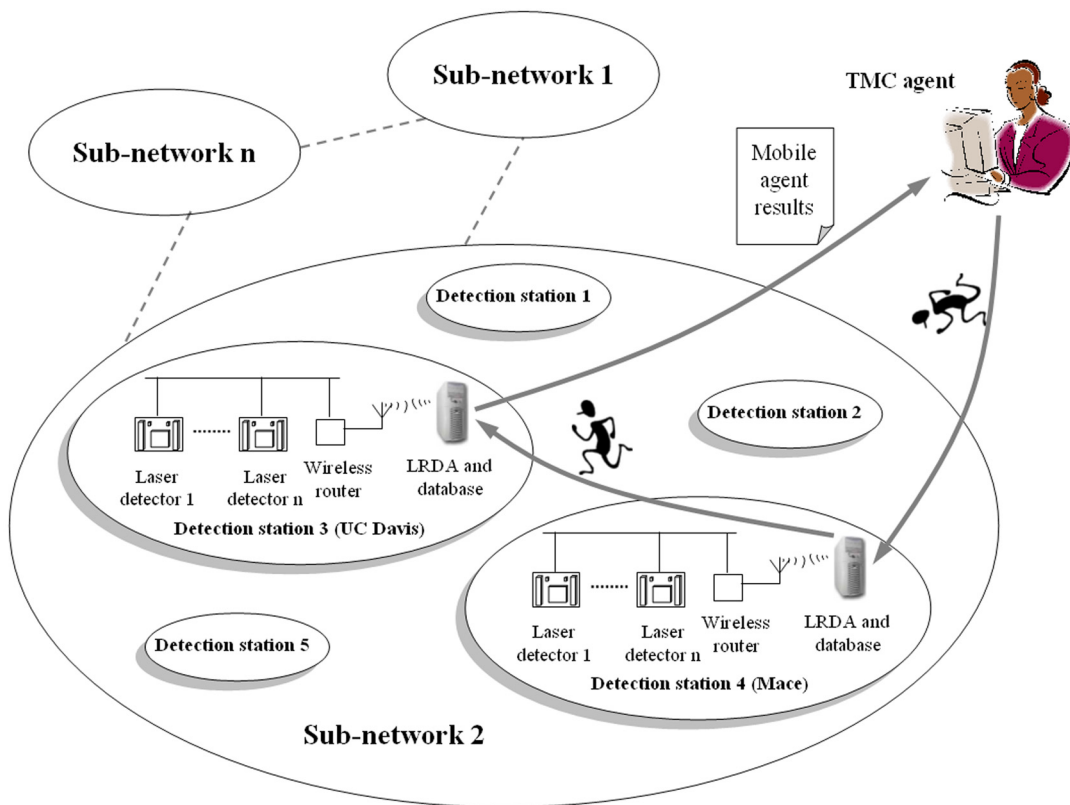 Sub-network 1
TMC agent
Sub-network n
Mobile
agent
results
Detection station 1
Detection station 2
Laser
detector 1
Laser
detector n
Wireless
router
LRDA and
database
Detection station 3 (UC Davis)
Laser
detector 1
Laser
detector n
Wireless
router
LRDA and
database
Detection station 4 (Mace)
Detection station 5
Sub-network 2